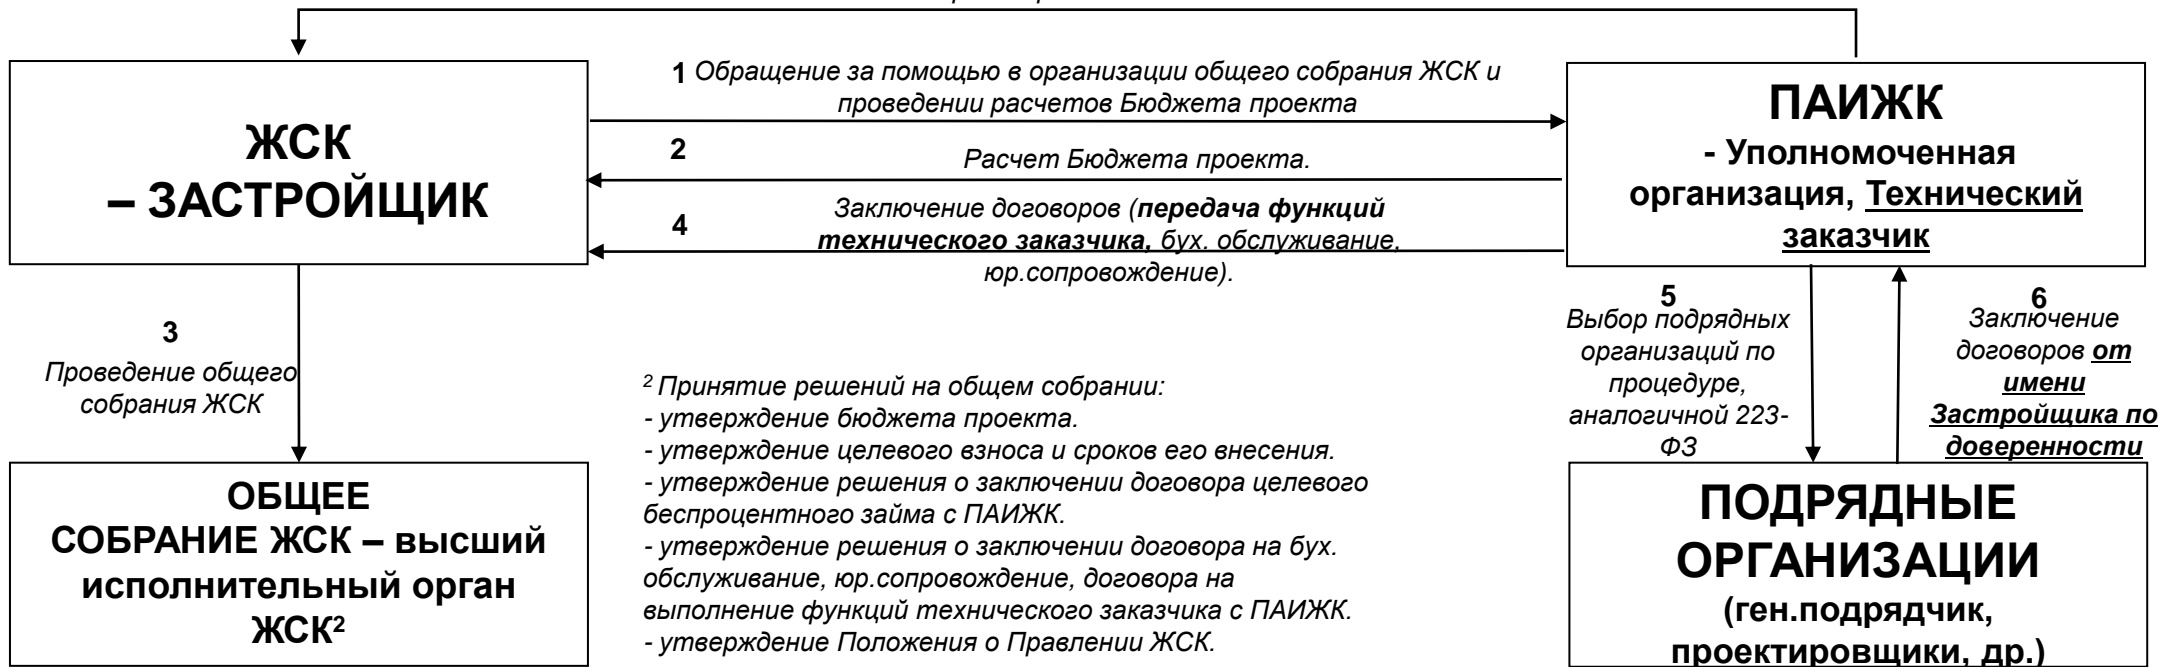 1 Обращение за помощью в организации общего собрания ЖСК и
проведении расчетов Бюджета проекта
ЖСК
– ЗАСТРОЙЩИК
ПАИЖК
- Уполномоченная
организация, Технический
заказчик
2
Расчет Бюджета проекта.
4
Заключение договоров (передача функций
технического заказчика, бух. обслуживание,
юр.сопровождение).
3
Проведение общего
собрания ЖСК
5
Выбор подрядных
организаций по
процедуре,
аналогичной 223-
ФЗ
6
Заключение
договоров от
имени
Застройщика по
доверенности
2 Принятие решений на общем собрании:
- утверждение бюджета проекта.
- утверждение целевого взноса и сроков его внесения.
- утверждение решения о заключении договора целевого
беспроцентного займа с ПАИЖК.
- утверждение решения о заключении договора на бух.
обслуживание, юр.сопровождение, договора на
выполнение функций технического заказчика с ПАИЖК.
- утверждение Положения о Правлении ЖСК.
ОБЩЕЕ
СОБРАНИЕ ЖСК – высший
исполнительный орган
ЖСК2
ПОДРЯДНЫЕ
ОРГАНИЗАЦИИ
(ген.подрядчик,
проектировщики, др.)